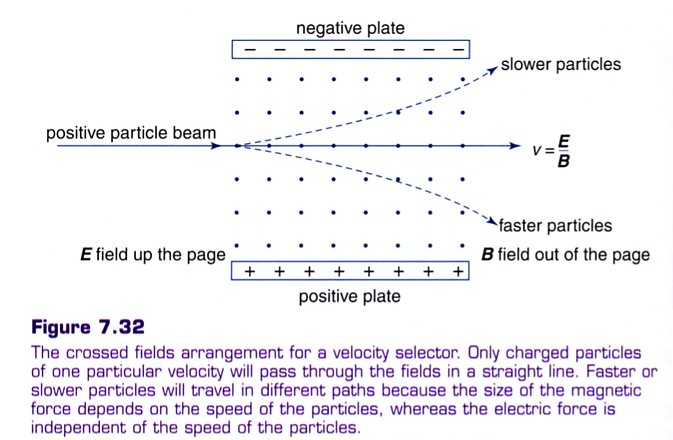 negative plate
− − − − − − − −
slower particles
positive particle beam
v = E/B
faster particles
E field up the page
B field out of the page
+ + + + + + + +
positive plate
Figure 7.32
The crossed fields arrangement for a velocity selector. Only charged particles
of one particular velocity will pass through the fields in a straight line. Faster or
slower particles will travel in different paths because the size of the magnetic
force depends on the speed of the particles, whereas the electric force is
independent of the speed of the particles.